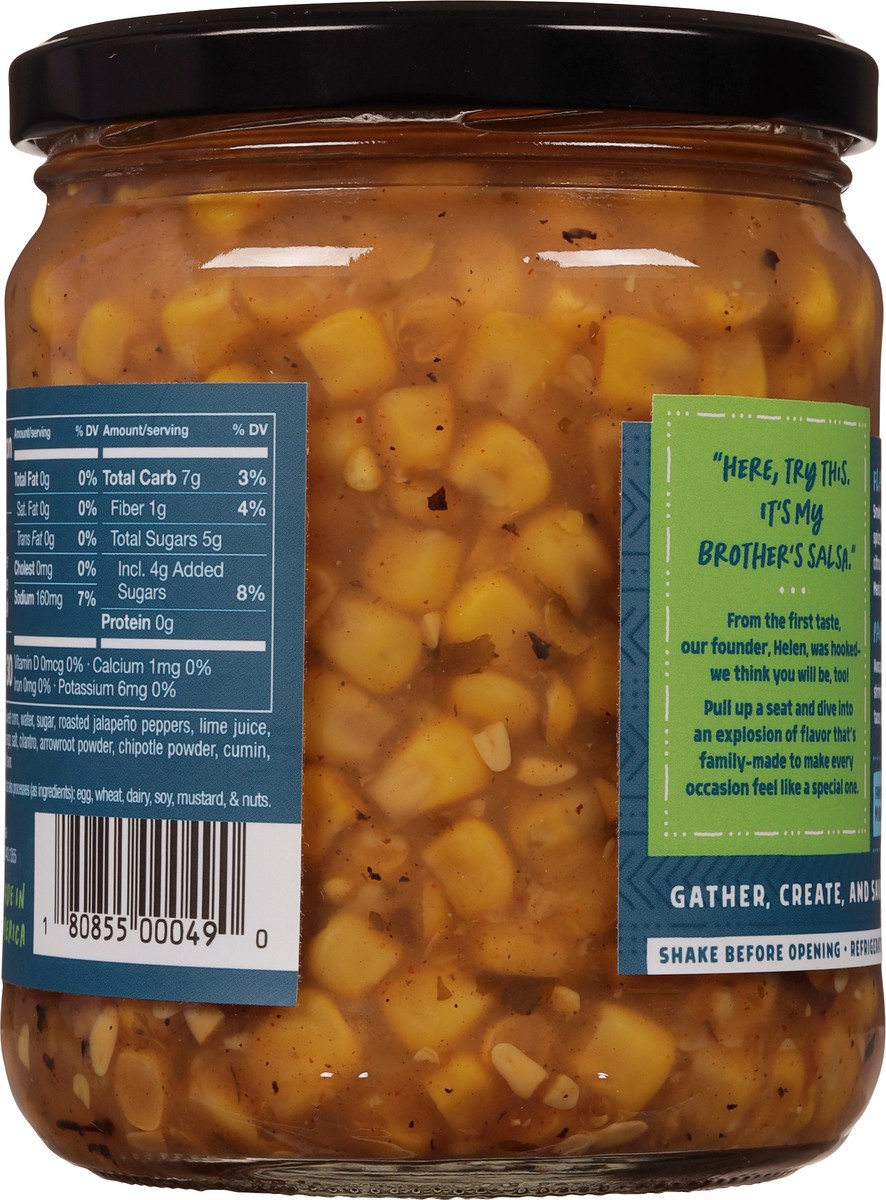 Amount/serving % DV Amount/serving % DV
Total Fat 0g 0% Total Carb 7g 3%
Sat. Fat 0g 0% Fiber 1g 4%
Trans Fat 0g 0% Total Sugars 5g
Cholest 0mg 0% Incl. 4g Added
Sodium 160mg 7% Sugars 8%
Protein 0g
Vitamin D 0mcg 0% · Calcium 1mg 0%
Iron 0mg 0% · Potassium 6mg 0%
corn, water, sugar, roasted jalapeño peppers, lime juice,
salt, cilantro, arrowroot powder, chipotle powder, cumin,
processes (as ingredients): egg, wheat, dairy, soy, mustard, & nuts.
1 80855 00049 0
"HERE, TRY THIS.
IT'S MY
BROTHER'S SALSA."
From the first taste,
our founder, Helen, was hooked–
we think you will be, too!
Pull up a seat and dive into
an explosion of flavor that's
family-made to make every
occasion feel like a special one.
GATHER, CREATE, AND
SHAKE BEFORE OPENING •